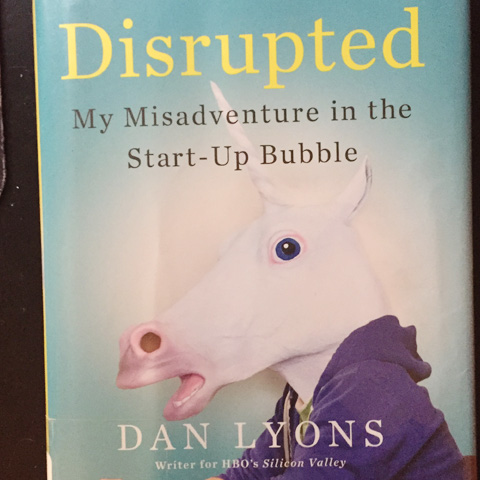 Disrupted
My Misadventure in the
Start-Up Bubble
DAN LYONS
Writer for HBO's Silicon Valley